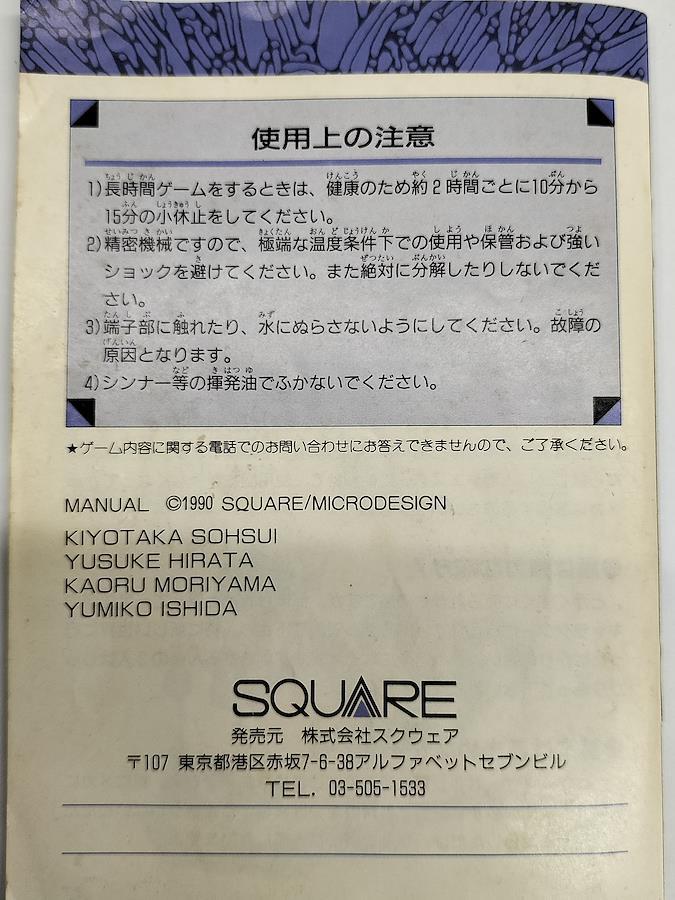 使用上の注意
1)長時間ゲームをするときは、健康のため約2時間ごとに10分から
15分の小休止をしてください。
2)精密機械ですので、極端な温度条件下での使用や保管および強い
ショックを避けてください。また絶対に分解したりしないでくだ
さい。
3)端子部に触れたり、水にぬらさないようにしてください。故障の
原因となります。
4)シンナー等の揮発油でふかないでください。
★ゲーム内容に関する電話でのお問い合わせにお答えできませんので、ご了承ください。
MANUAL ©1990 SQUARE/MICRODESIGN
KIYOTAKA SOHSUI
YUSUKE HIRATA
KAORU MORIYAMA
YUMIKO ISHIDA
SQUARE
発売元 株式会社スクウェア
〒107 東京都港区赤坂7-6-38アルファベットセブンビル
TEL. 03-505-1533